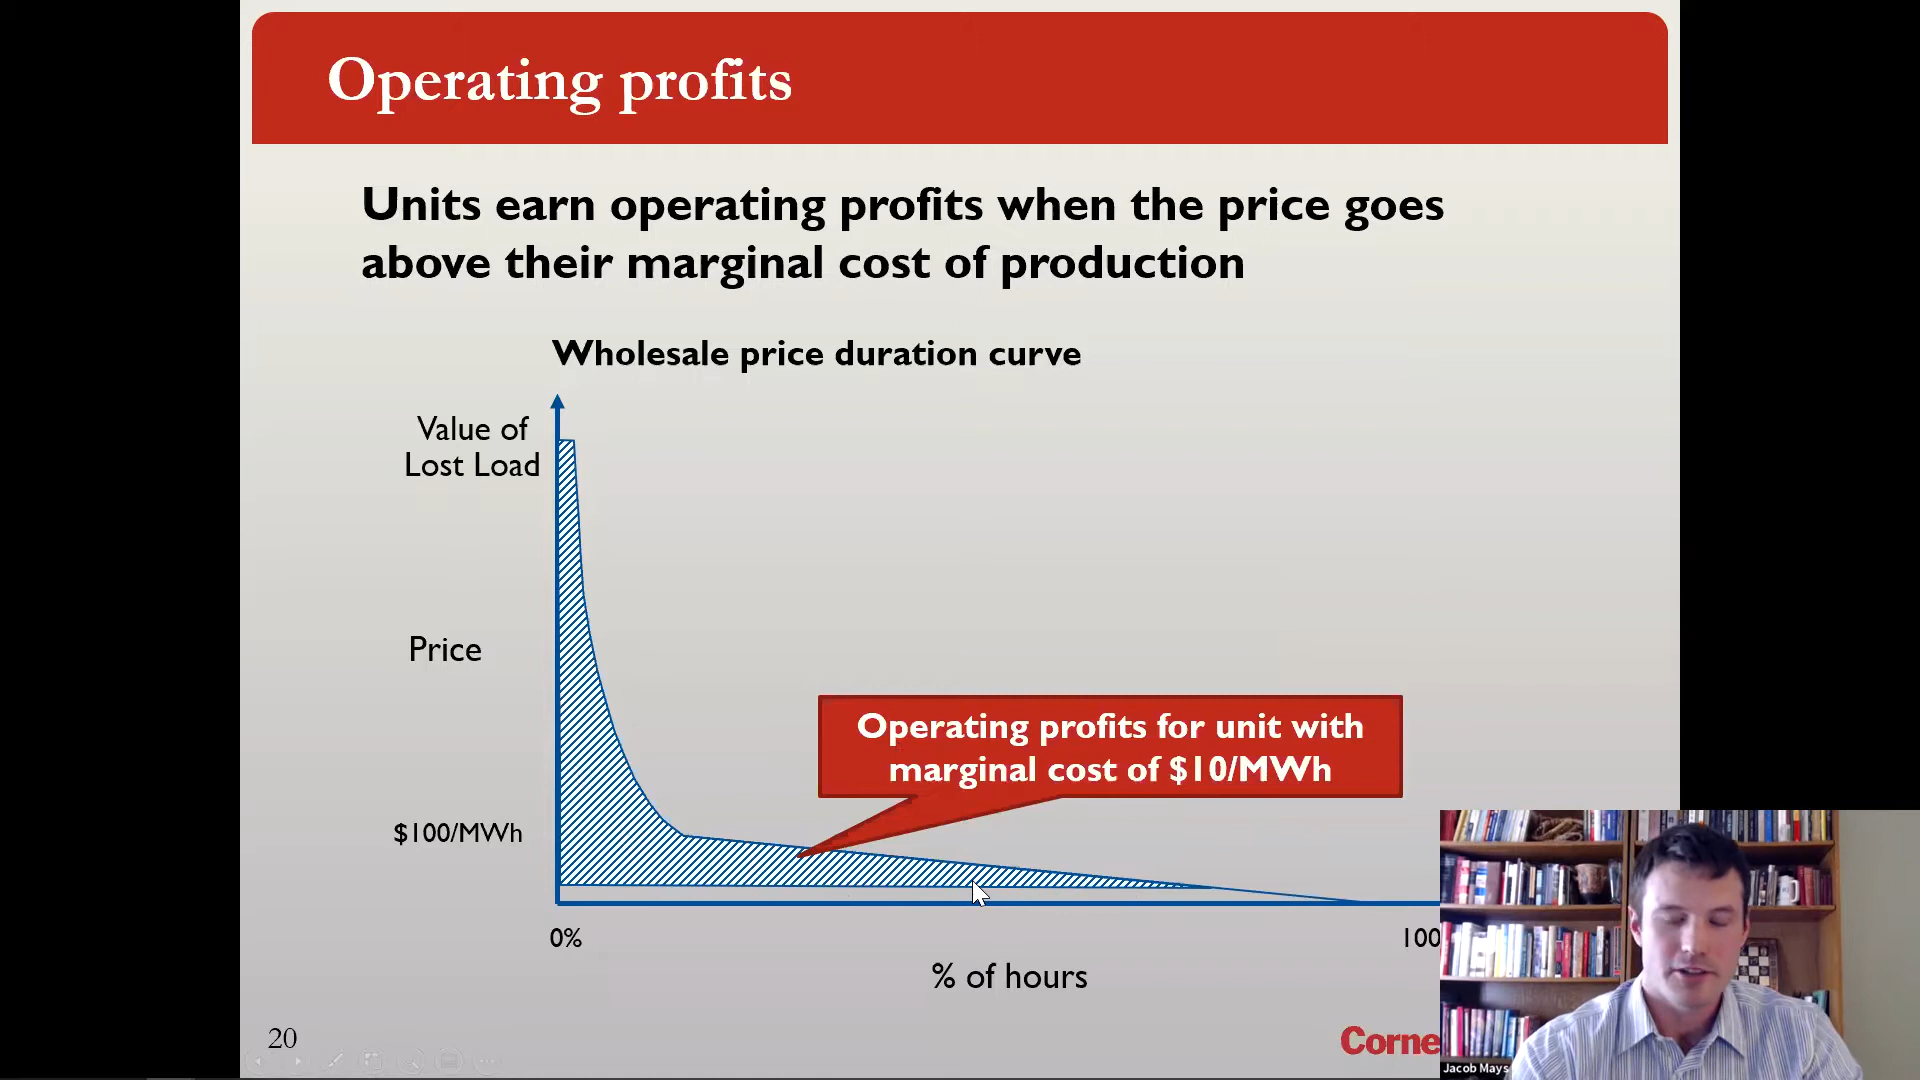 Operating profits
Units earn operating profits when the price goes
above their marginal cost of production
Wholesale price duration curve
Value of
Lost Load
Price
Operating profits for unit with
marginal cost of $10/MWh
$100/MWh
0%
100
% of hours
20
Corne
Jacob Mays